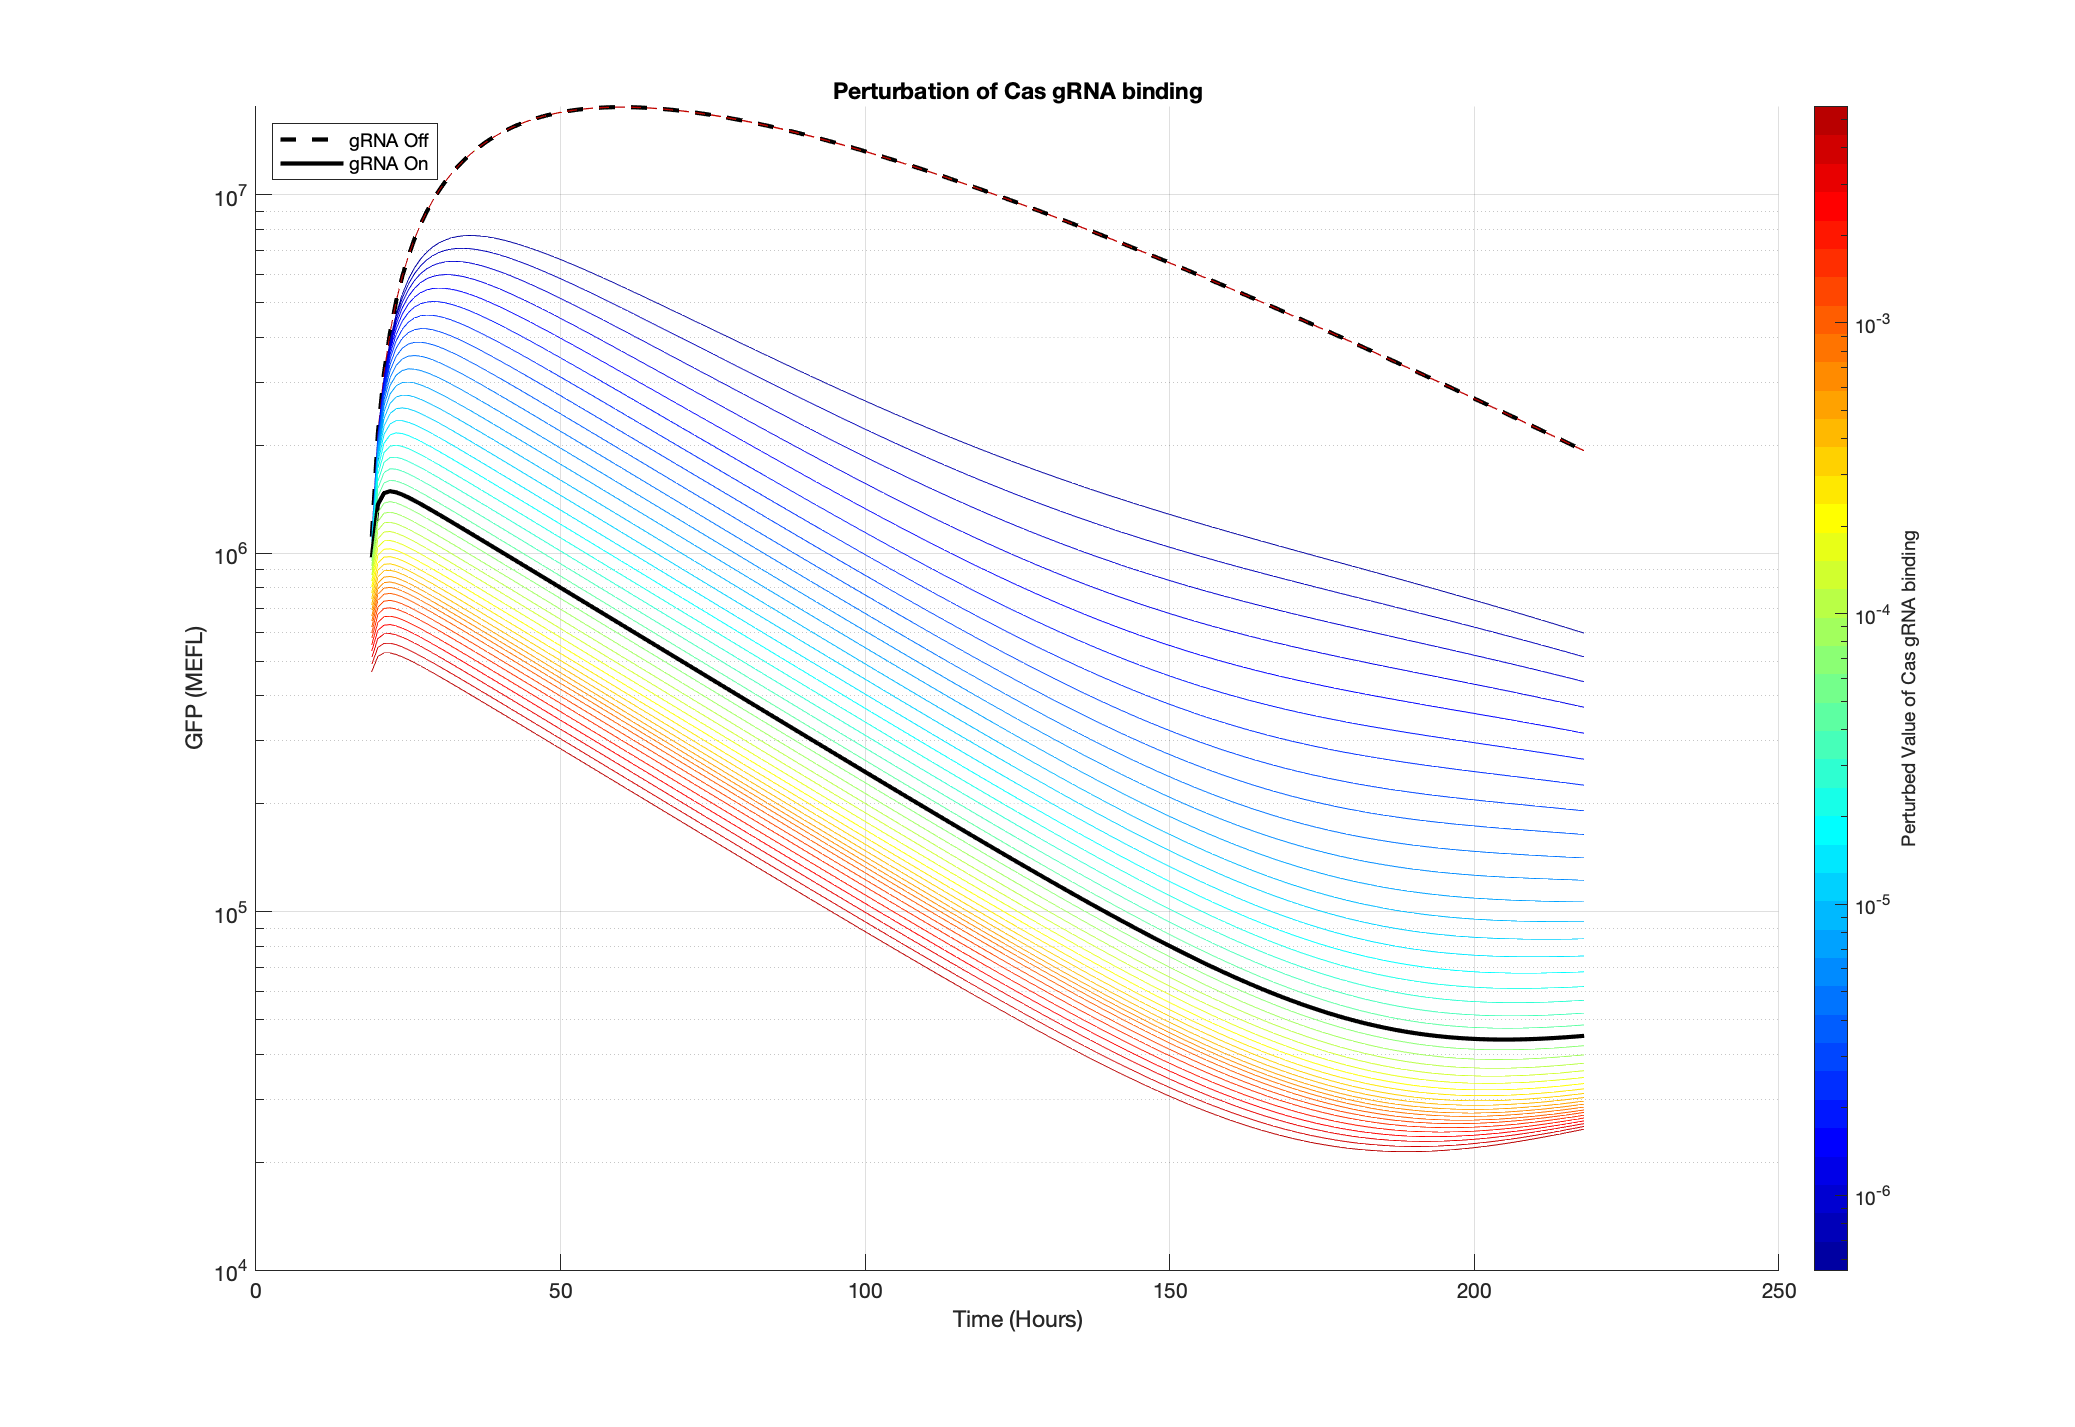 Perturbation of Cas gRNA binding
gRNA Off
gRNA On
10^7
10^6
10^5
10^4
GFP (MEFL)
0 50 100 150 200 250
Time (Hours)
10^-3
10^-4
10^-5
10^-6
Perturbed Value of Cas gRNA binding